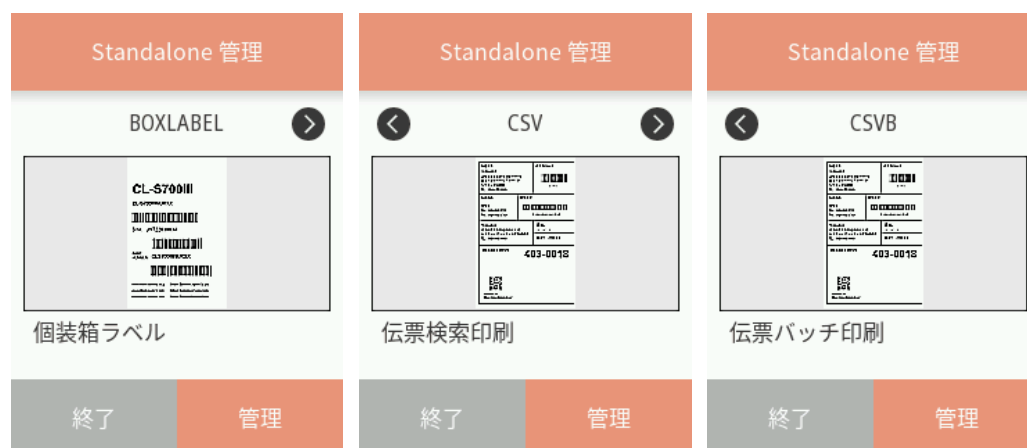 Standalone 管理
BOXLABEL
CL-S700III
個装箱ラベル
終了
管理
Standalone 管理
CSV
403-0018
伝票検索印刷
終了
管理
Standalone 管理
CSVB
403-0018
伝票バッチ印刷
終了
管理